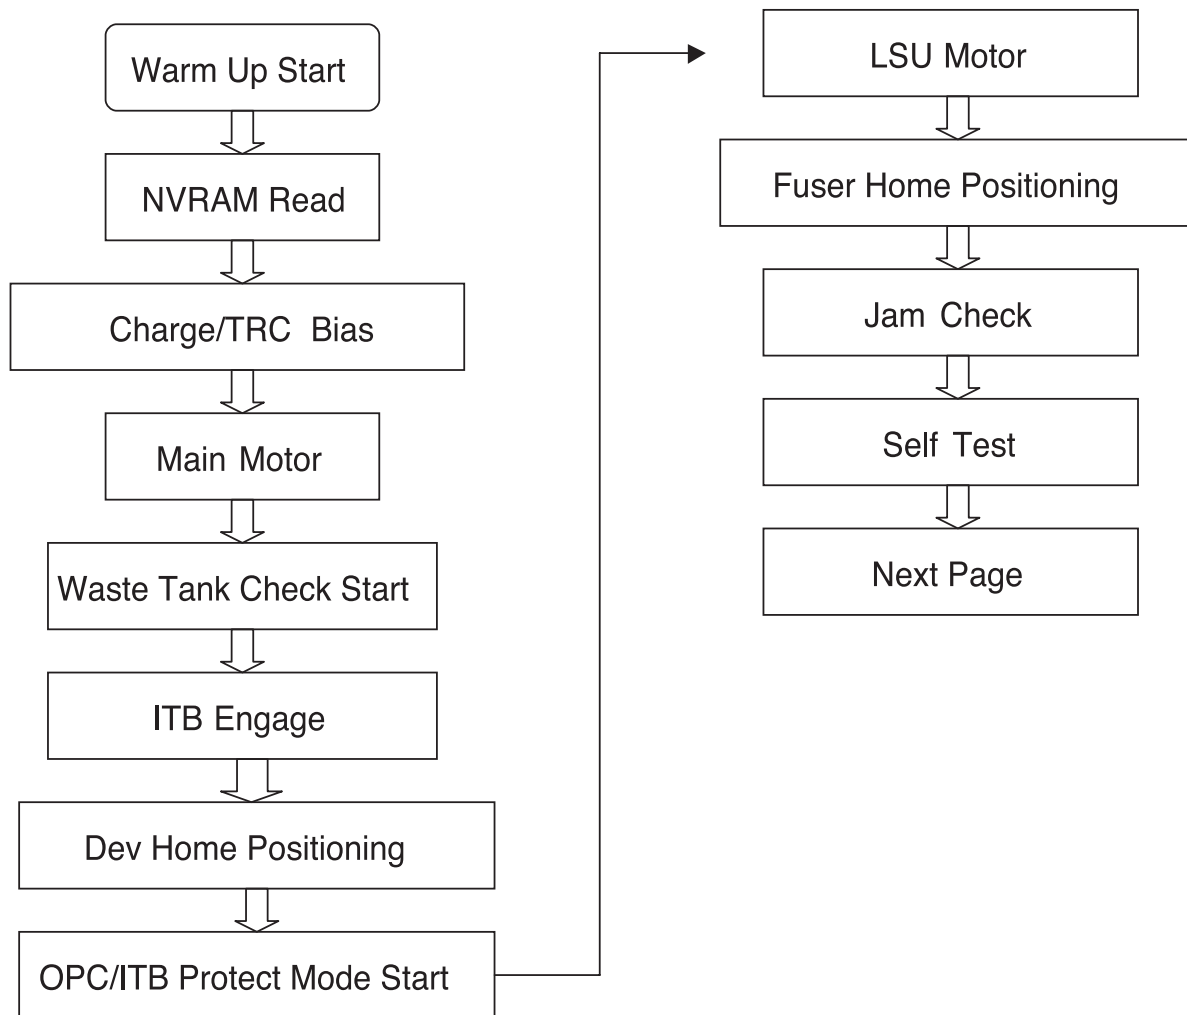 Warm Up Start
NVRAM Read
Charge/TRC Bias
Main Motor
Waste Tank Check Start
ITB Engage
Dev Home Positioning
OPC/ITB Protect Mode Start
LSU Motor
Fuser Home Positioning
Jam Check
Self Test
Next Page